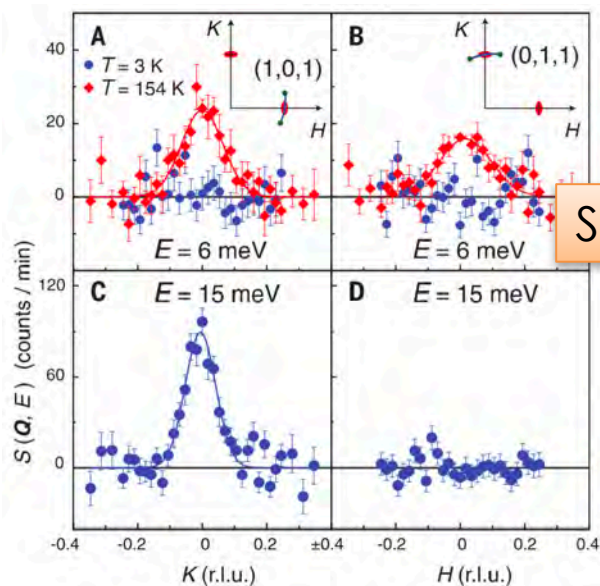 A
T = 3 K
T = 154 K
K
(1,0,1)
H
E = 6 meV
B
K
(0,1,1)
H
E = 6 meV
S
40
20
0
C
E = 15 meV
D
E = 15 meV
120
60
0
S (Q, E) (counts / min)
-0.4
-0.2
0
0.2
±0.4
-0.2
0
0.2
0.4
K (r.l.u.)
H (r.l.u.)